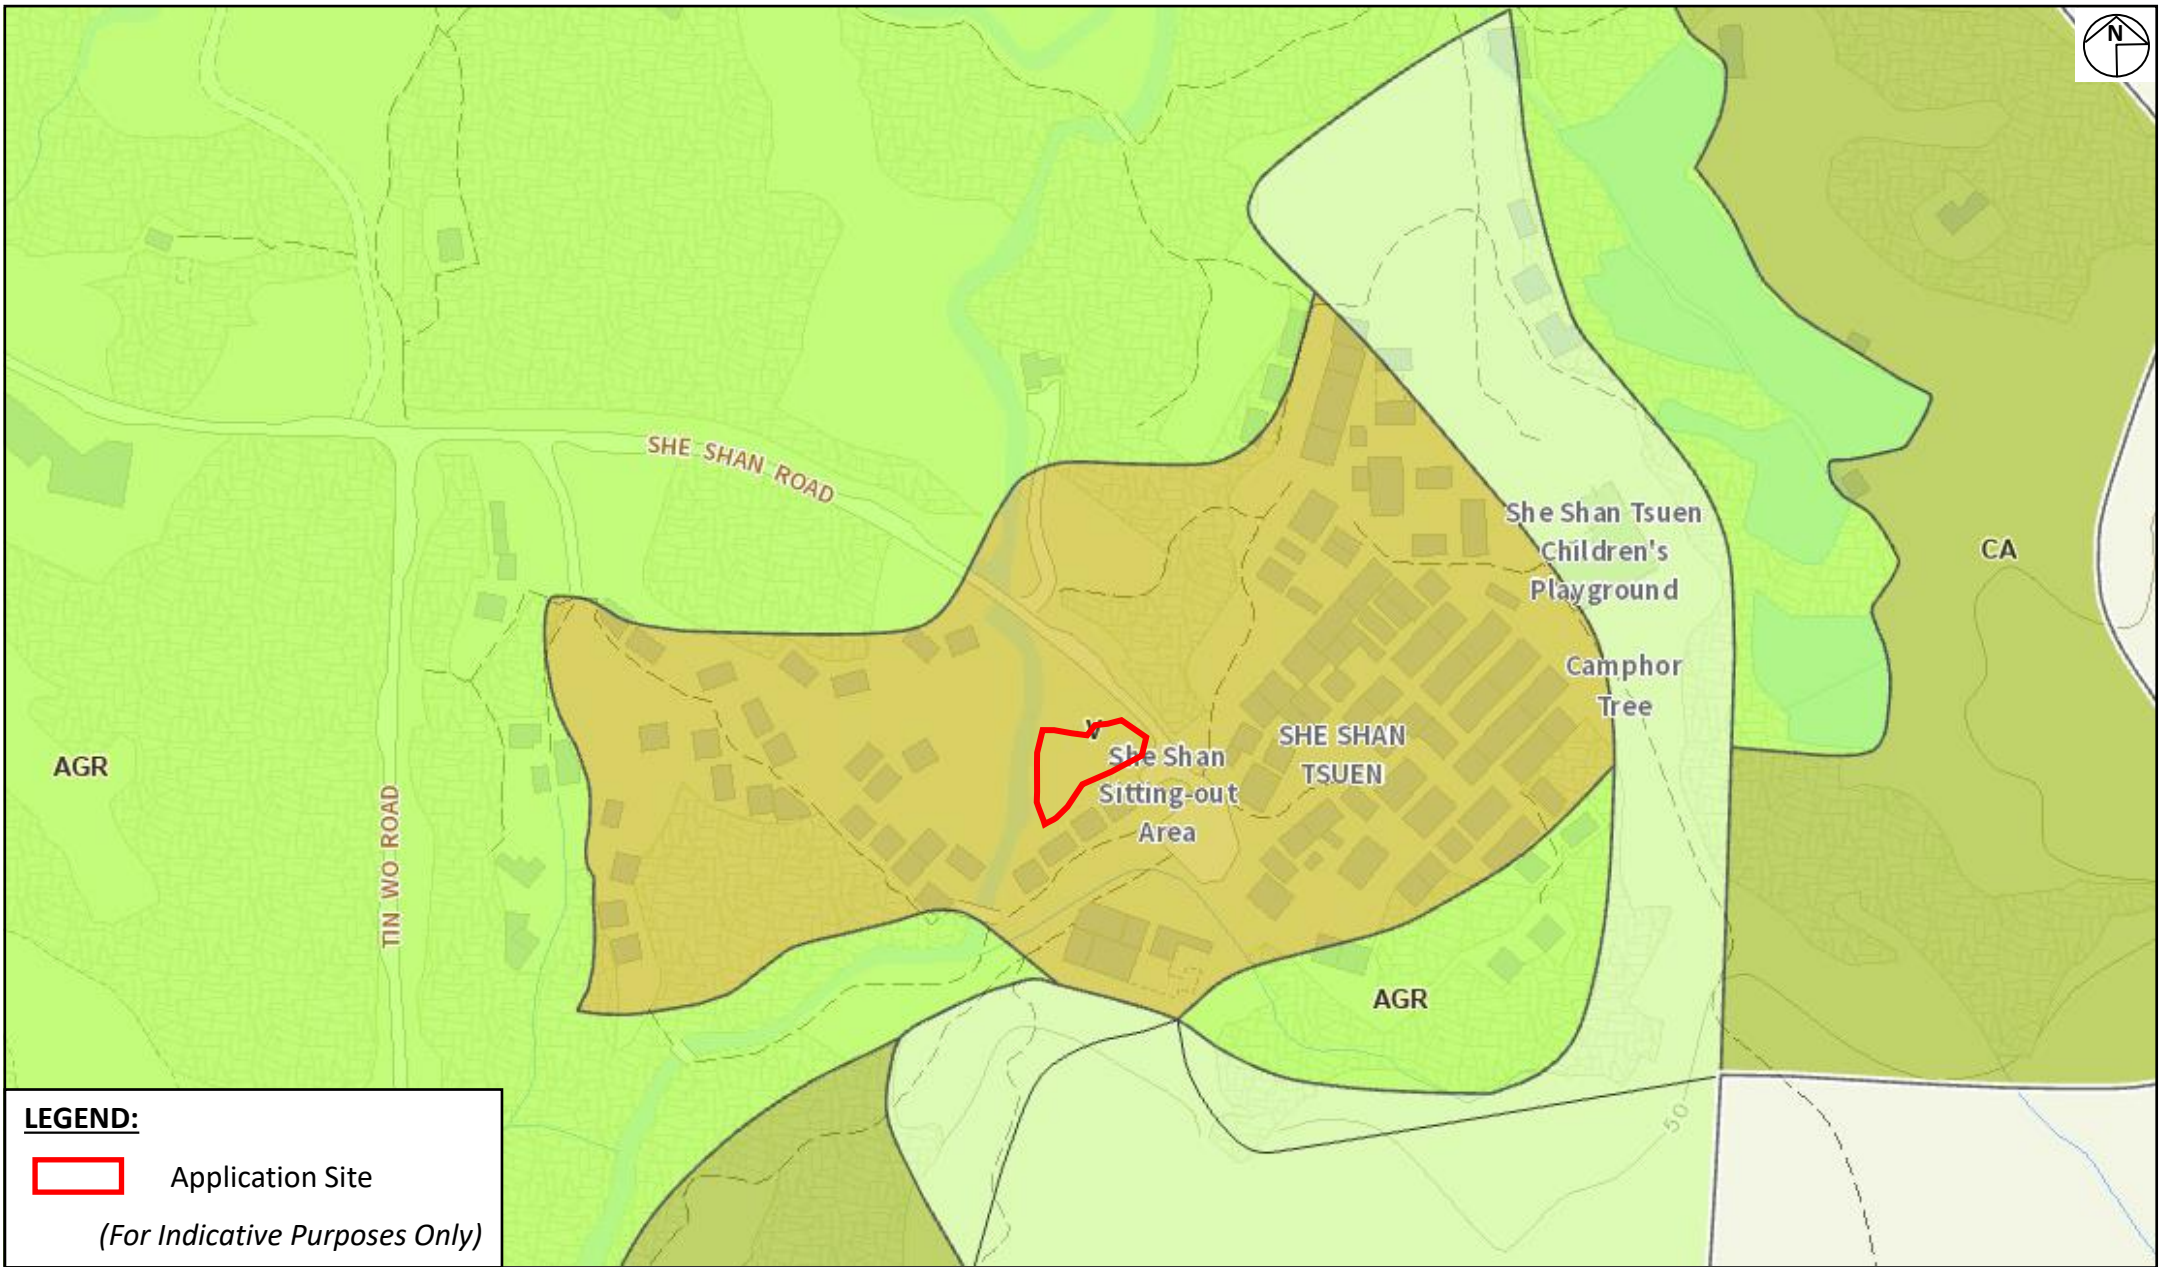 N
SHE SHAN ROAD
She Shan Tsuen
Children's
Playground
CA
Camphor
Tree
V
She Shan
Sitting-out
Area
SHE SHAN
TSUEN
AGR
TIN WO ROAD
AGR
50
LEGEND:
Application Site
(For Indicative Purposes Only)